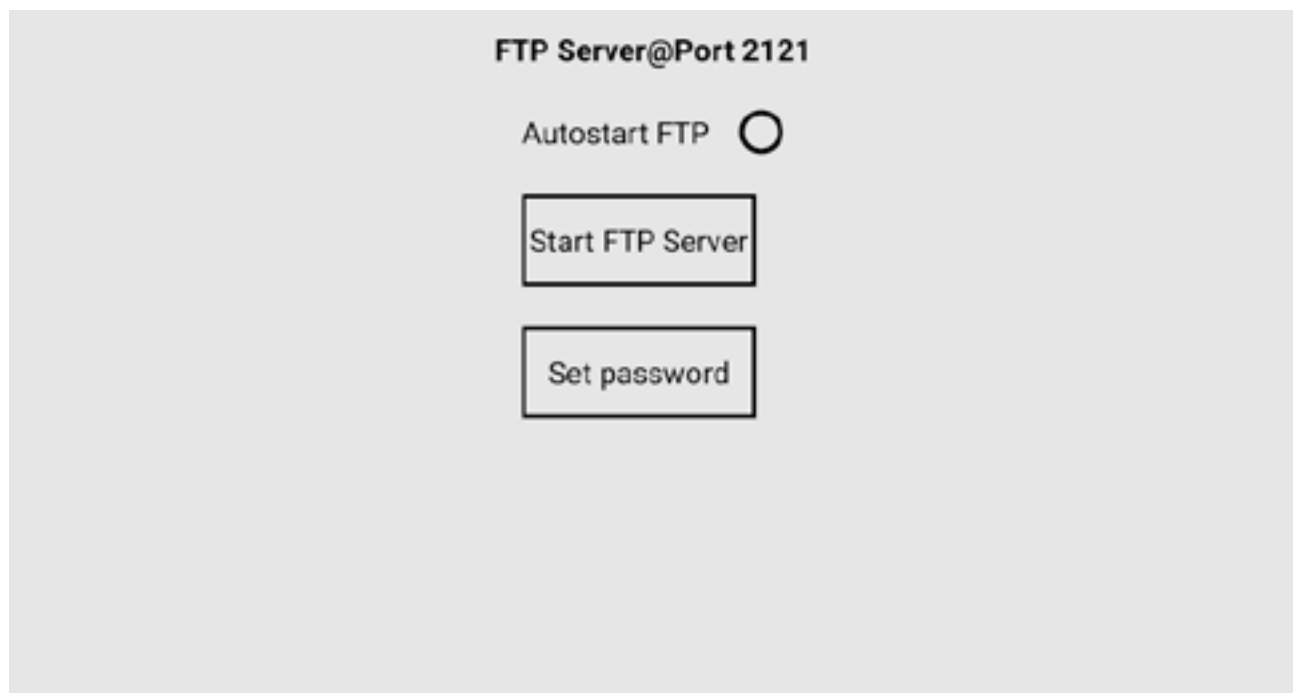 FTP Server@Port 2121
Autostart FTP
Start FTP Server
Set password